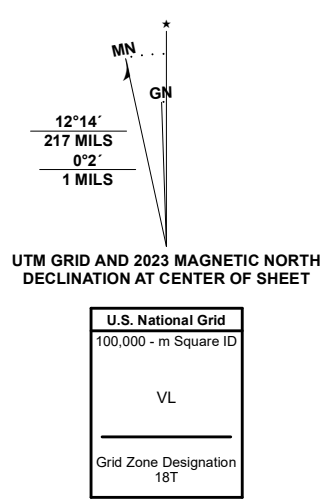 ★
MN
GN
12°14´
217 MILS
0°2´
1 MILS
UTM GRID AND 2023 MAGNETIC NORTH
DECLINATION AT CENTER OF SHEET
U.S. National Grid
100,000 - m Square ID
VL
Grid Zone Designation
18T